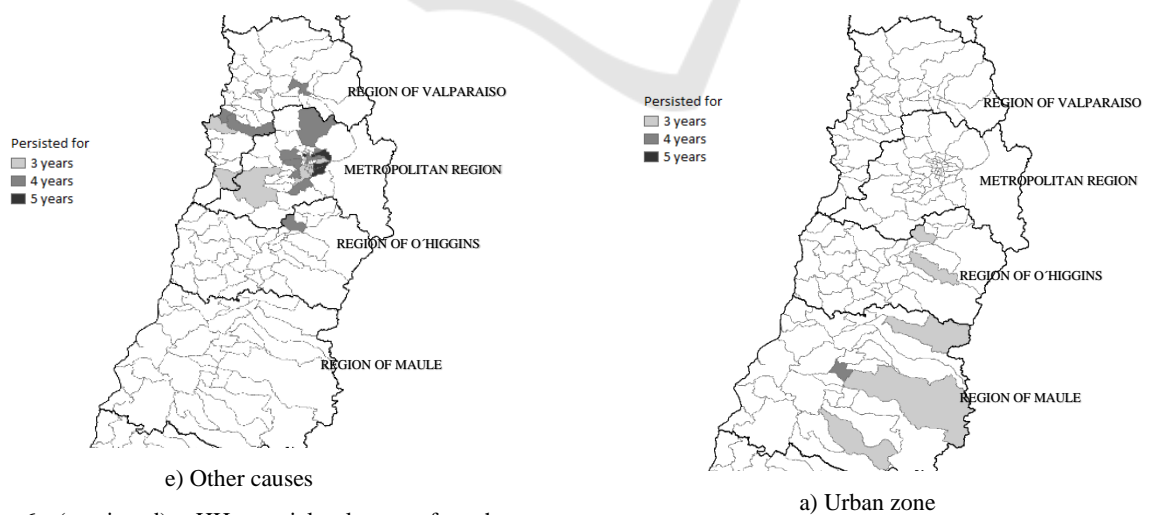 REGION OF VALPARAISO
Persisted for
3 years
4 years
5 years
METROPOLITAN REGION
REGION OF O´HIGGINS
REGION OF MAULE
e) Other causes
REGION OF VALPARAISO
Persisted for
3 years
4 years
5 years
METROPOLITAN REGION
REGION OF O´HIGGINS
REGION OF MAULE
a) Urban zone